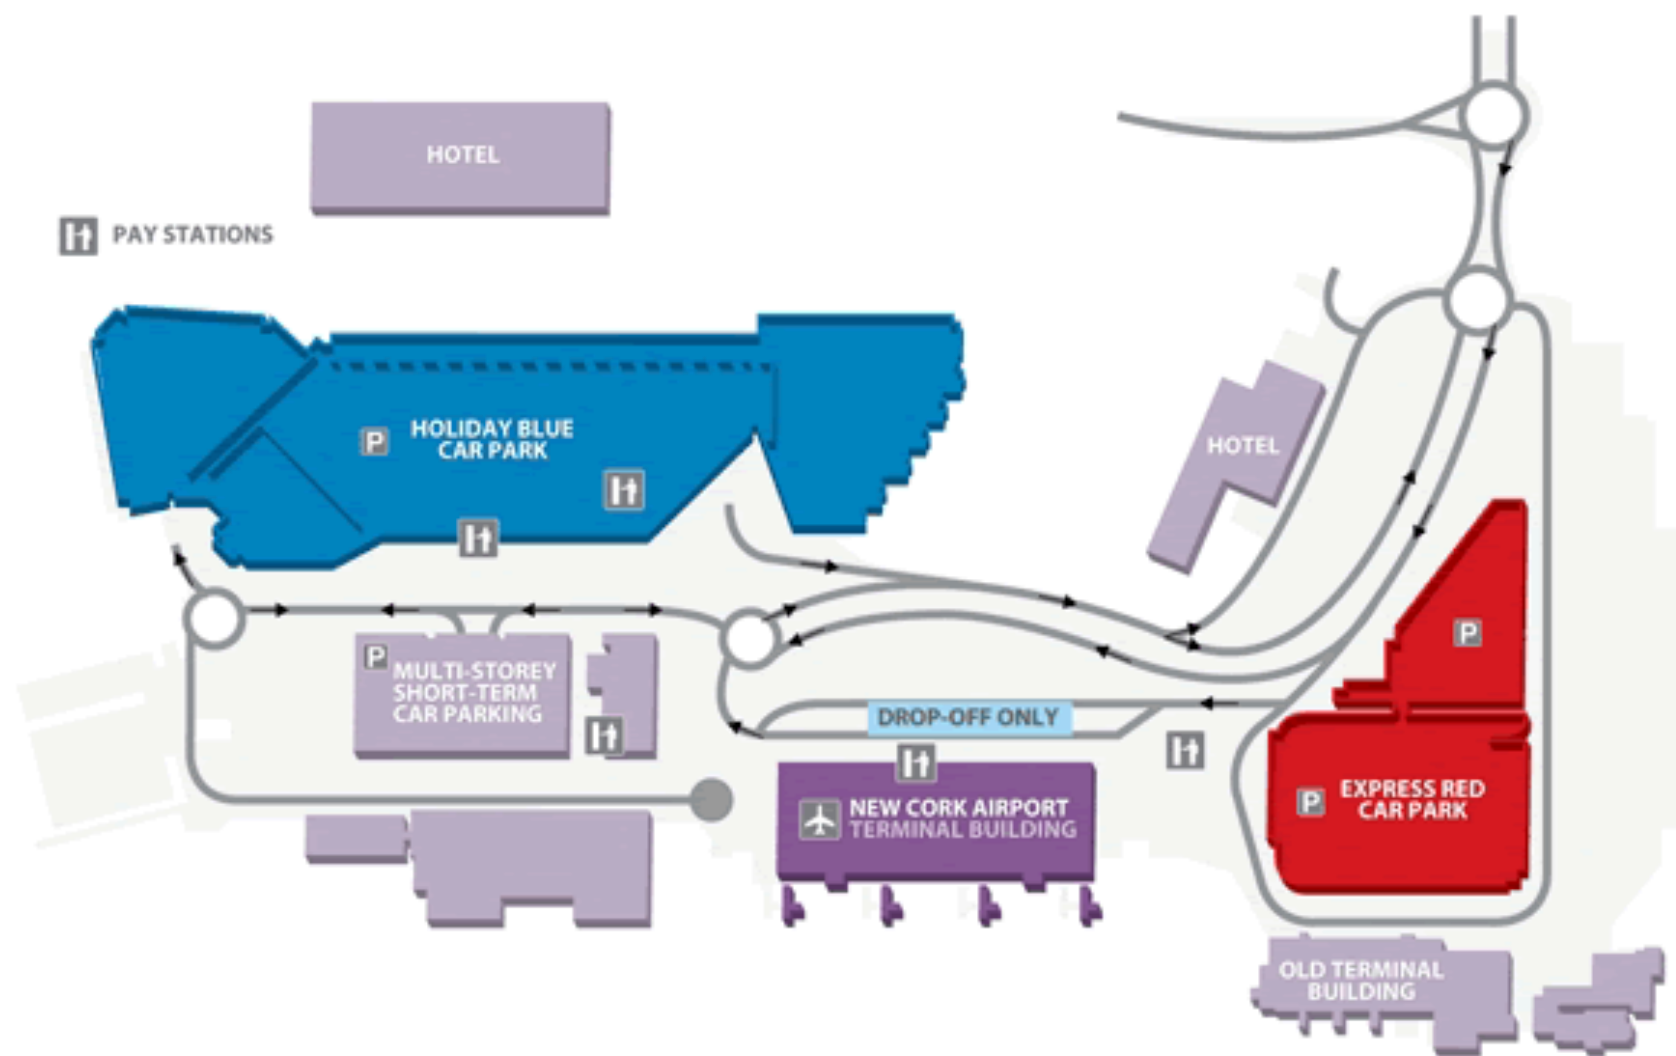 HOTEL
PAY STATIONS
HOLIDAY BLUE
CAR PARK
P
HOTEL
P
MULTI-STOREY
SHORT-TERM
CAR PARKING
P
DROP-OFF ONLY
NEW CORK AIRPORT
TERMINAL BUILDING
P
EXPRESS RED
CAR PARK
OLD TERMINAL
BUILDING